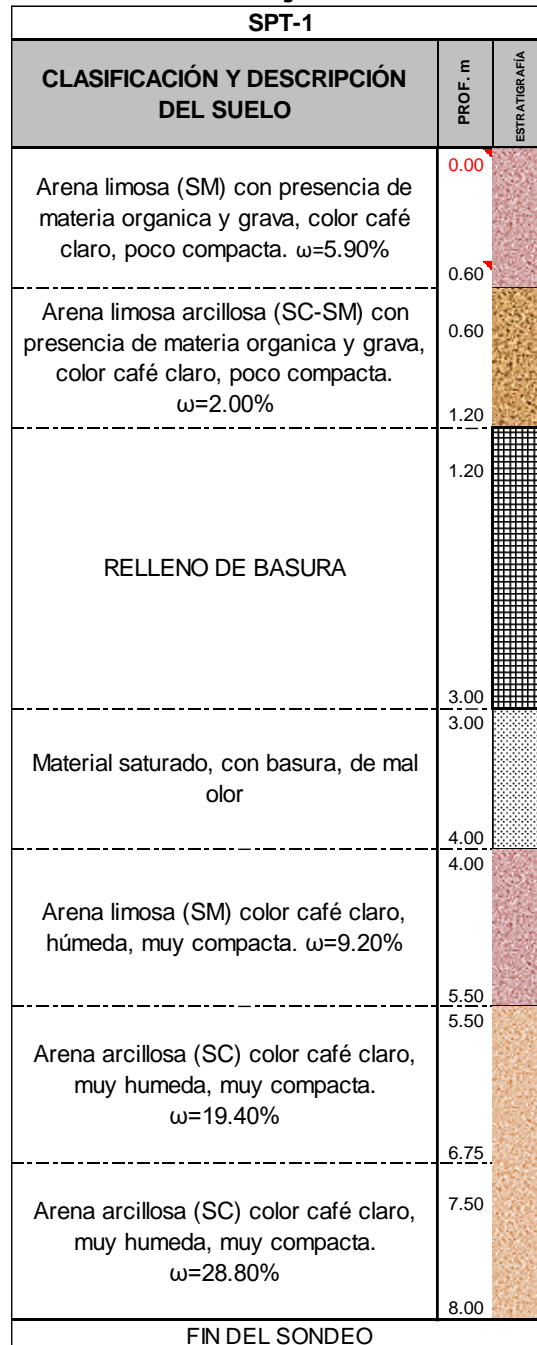 SPT-1
CLASIFICACIÓN Y DESCRIPCIÓN
DEL SUELO
PROF. m
ESTRATIGRAFÍA
Arena limosa (SM) con presencia de
materia organica y grava, color café
claro, poco compacta. ω=5.90%
0.00
0.60
Arena limosa arcillosa (SC-SM) con
presencia de materia organica y grava,
color café claro, poco compacta.
ω=2.00%
0.60
1.20
RELLENO DE BASURA
1.20
3.00
Material saturado, con basura, de mal
olor
3.00
4.00
Arena limosa (SM) color café claro,
húmeda, muy compacta. ω=9.20%
4.00
5.50
Arena arcillosa (SC) color café claro,
muy humeda, muy compacta.
ω=19.40%
5.50
6.75
Arena arcillosa (SC) color café claro,
muy humeda, muy compacta.
ω=28.80%
7.50
8.00
FIN DEL SONDEO